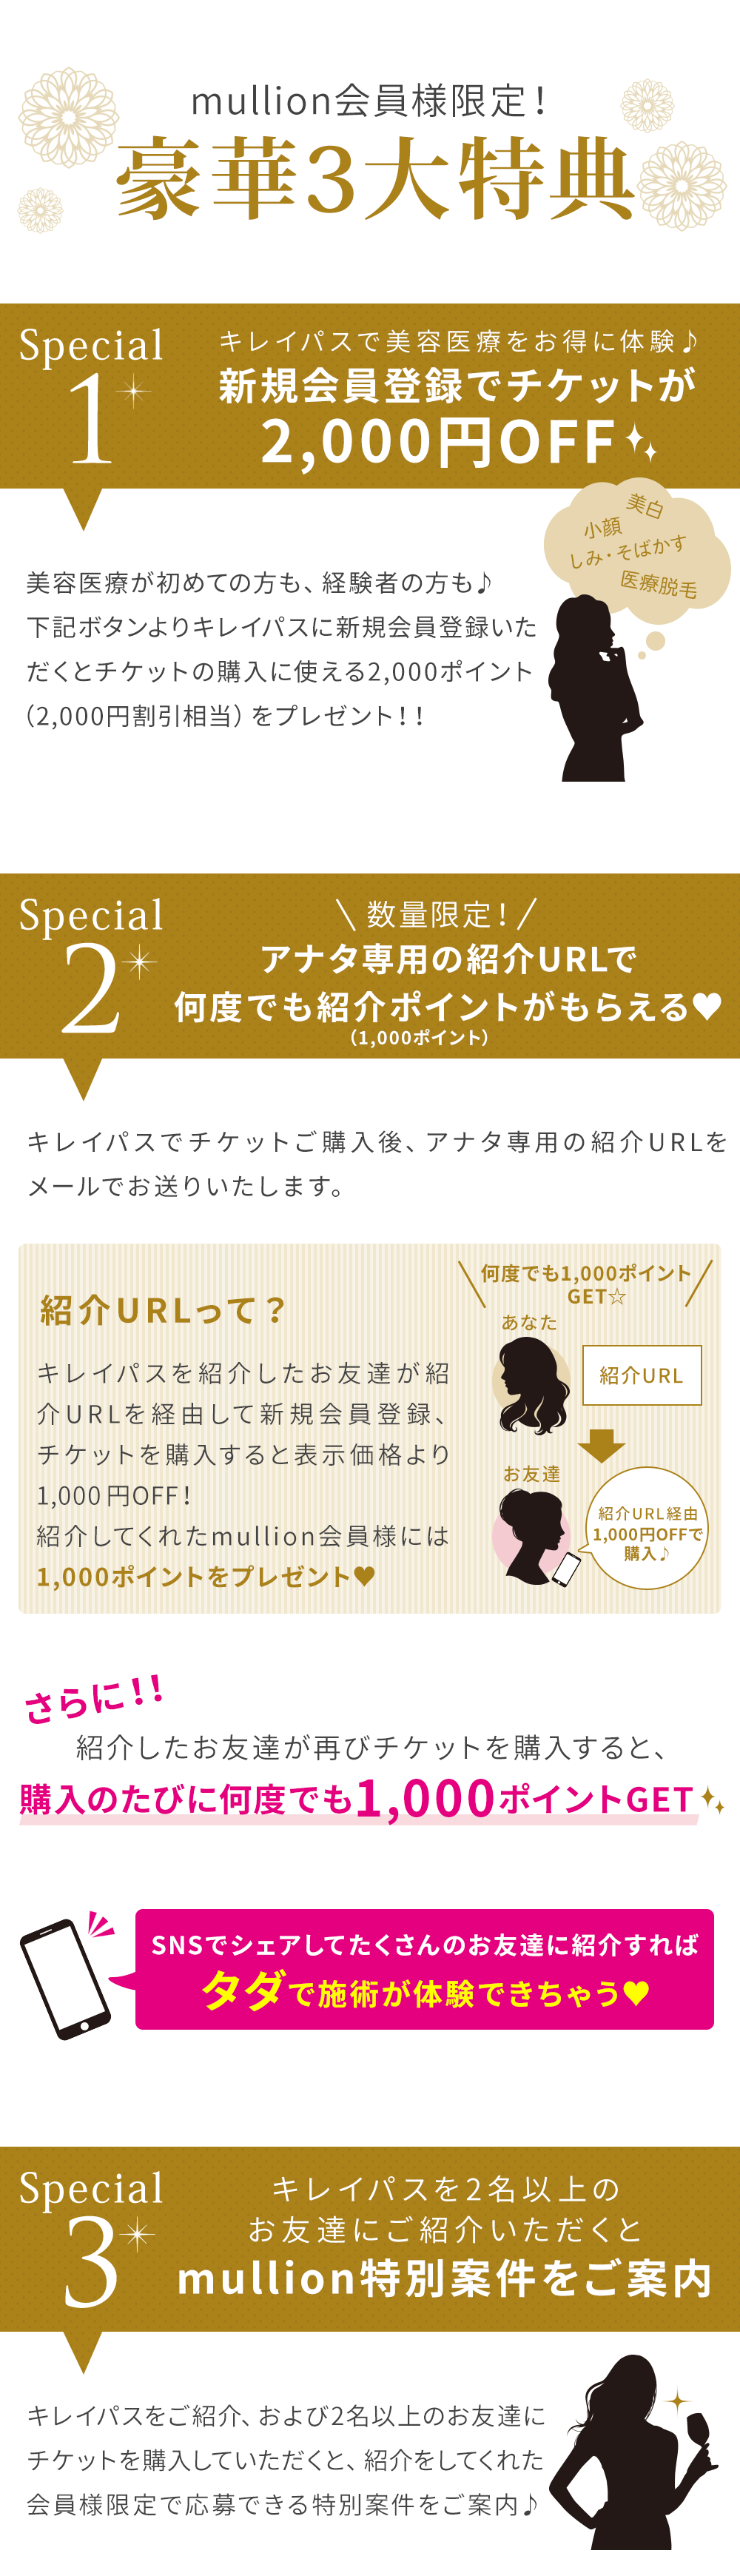 mullion会員様限定！
豪華3大特典
Special
1
キレイパスで美容医療をお得に体験♪
新規会員登録でチケットが
2,000円OFF
美白
小顔
しみ・そばかす
医療脱毛
美容医療が初めての方も、経験者の方も♪
下記ボタンよりキレイパスに新規会員登録いた
だくとチケットの購入に使える2,000ポイント
（2,000円割引相当）をプレゼント！！
Special
2
数量限定！
アナタ専用の紹介URLで
何度でも紹介ポイントがもらえる♥
（1,000ポイント）
キレイパスでチケットご購入後、アナタ専用の紹介URLを
メールでお送りいたします。
紹介URLって？
キレイパスを紹介したお友達が紹
介URLを経由して新規会員登録、
チケットを購入すると表示価格より
1,000円OFF！
紹介してくれたmullion会員様には
1,000ポイントをプレゼント♥
何度でも1,000ポイント
GET☆
あなた
紹介URL
お友達
紹介URL経由
1,000円OFFで
購入♪
さらに！！
紹介したお友達が再びチケットを購入すると、
購入のたびに何度でも1,000ポイントGET
SNSでシェアしてたくさんのお友達に紹介すれば
タダで施術が体験できちゃう♥
Special
3
キレイパスを2名以上の
お友達にご紹介いただくと
mullion特別案件をご案内
キレイパスをご紹介、および2名以上のお友達に
チケットを購入していただくと、紹介をしてくれた
会員様限定で応募できる特別案件をご案内♪